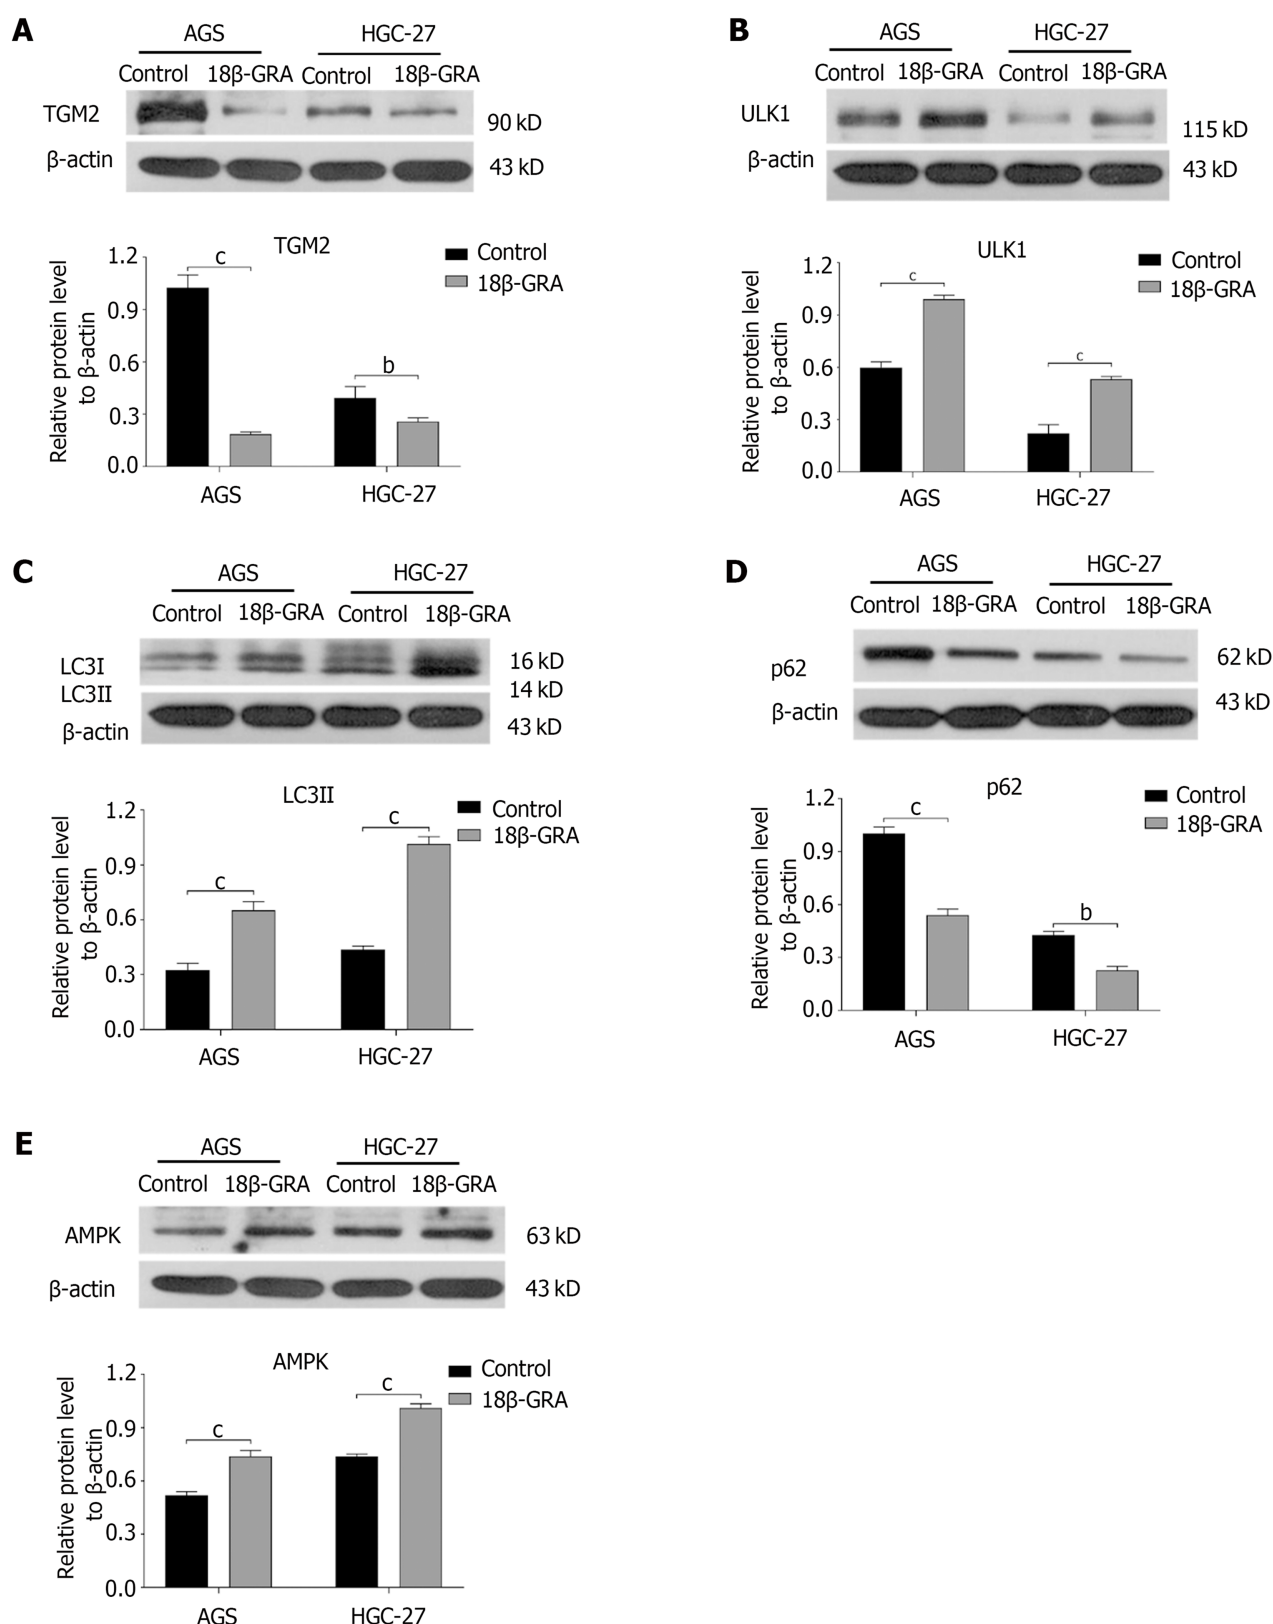 A
AGS HGC-27
Control 18β-GRA Control 18β-GRA
TGM2 90 kD
β-actin 43 kD
TGM2
Control
18β-GRA
Relative protein level
to β-actin
1.2
0.9
0.6
0.3
0.0
c
b
AGS HGC-27
B
AGS HGC-27
Control 18β-GRA Control 18β-GRA
ULK1 115 kD
β-actin 43 kD
ULK1
Control
18β-GRA
Relative protein level
to β-actin
1.2
0.9
0.6
0.3
0.0
c
c
AGS HGC-27
C
AGS HGC-27
Control 18β-GRA Control 18β-GRA
LC3I 16 kD
LC3II 14 kD
β-actin 43 kD
LC3II
Control
18β-GRA
Relative protein level
to β-actin
1.2
0.9
0.6
0.3
0.0
c
c
AGS HGC-27
D
AGS HGC-27
Control 18β-GRA Control 18β-GRA
p62 62 kD
β-actin 43 kD
p62
Control
18β-GRA
Relative protein level
to β-actin
1.2
0.9
0.6
0.3
0.0
c
b
AGS HGC-27
E
AGS HGC-27
Control 18β-GRA Control 18β-GRA
AMPK 63 kD
β-actin 43 kD
AMPK
Control
18β-GRA
Relative protein level
to β-actin
1.2
0.9
0.6
0.3
0.0
c
c
AGS HGC-27